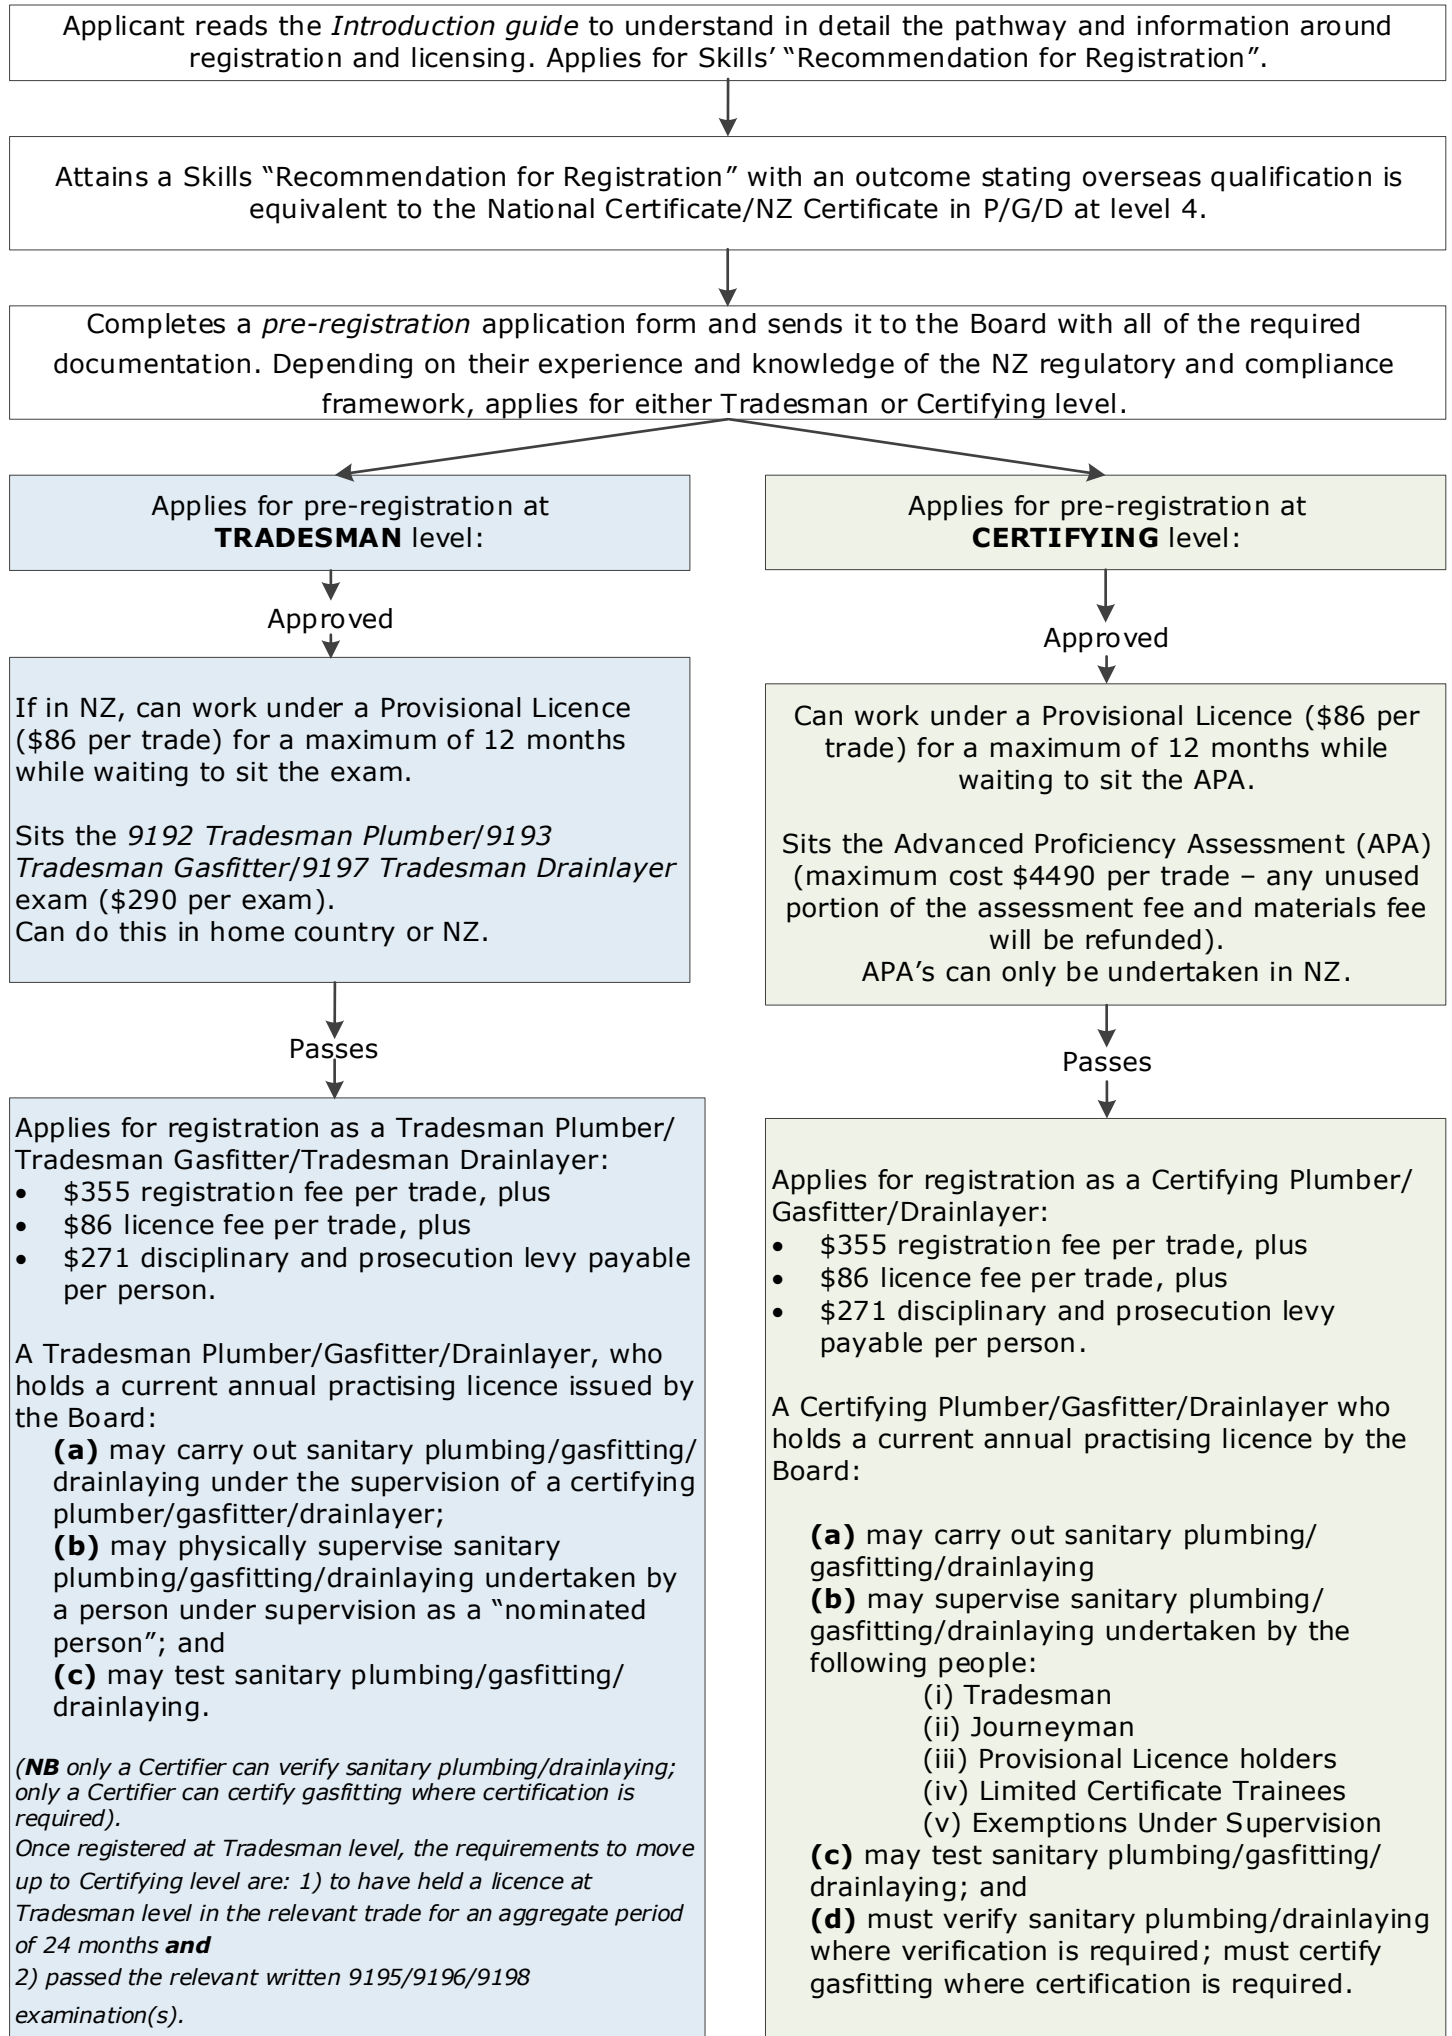 Applicant reads the Introduction guide to understand in detail the pathway and information around
registration and licensing. Applies for Skills’ “Recommendation for Registration”.
Attains a Skills “Recommendation for Registration” with an outcome stating overseas qualification is
equivalent to the National Certificate/NZ Certificate in P/G/D at level 4.
Completes a pre-registration application form and sends it to the Board with all of the required
documentation. Depending on their experience and knowledge of the NZ regulatory and compliance
framework, applies for either Tradesman or Certifying level.
Applies for pre-registration at
TRADESMAN level:
Approved
If in NZ, can work under a Provisional Licence
($86 per trade) for a maximum of 12 months
while waiting to sit the exam.
Sits the 9192 Tradesman Plumber/9193
Tradesman Gasfitter/9197 Tradesman Drainlayer
exam ($290 per exam).
Can do this in home country or NZ.
Passes
Applies for registration as a Tradesman Plumber/
Tradesman Gasfitter/Tradesman Drainlayer:
• $355 registration fee per trade, plus
• $86 licence fee per trade, plus
• $271 disciplinary and prosecution levy payable
per person.
A Tradesman Plumber/Gasfitter/Drainlayer, who
holds a current annual practising licence issued by
the Board:
(a) may carry out sanitary plumbing/gasfitting/
drainlaying under the supervision of a certifying
plumber/gasfitter/drainlayer;
(b) may physically supervise sanitary
plumbing/gasfitting/drainlaying undertaken by
a person under supervision as a “nominated
person”; and
(c) may test sanitary plumbing/gasfitting/
drainlaying.
(NB only a Certifier can verify sanitary plumbing/drainlaying;
only a Certifier can certify gasfitting where certification is
required).
Once registered at Tradesman level, the requirements to move
up to Certifying level are: 1) to have held a licence at
Tradesman level in the relevant trade for an aggregate period
of 24 months and
2) passed the relevant written 9195/9196/9198
examination(s).
Applies for pre-registration at
CERTIFYING level:
Approved
Can work under a Provisional Licence ($86 per
trade) for a maximum of 12 months while
waiting to sit the APA.
Sits the Advanced Proficiency Assessment (APA)
(maximum cost $4490 per trade – any unused
portion of the assessment fee and materials fee
will be refunded).
APA’s can only be undertaken in NZ.
Passes
Applies for registration as a Certifying Plumber/
Gasfitter/Drainlayer:
• $355 registration fee per trade, plus
• $86 licence fee per trade, plus
• $271 disciplinary and prosecution levy
payable per person.
A Certifying Plumber/Gasfitter/Drainlayer who
holds a current annual practising licence by the
Board:
(a) may carry out sanitary plumbing/
gasfitting/drainlaying
(b) may supervise sanitary plumbing/
gasfitting/drainlaying undertaken by the
following people:
(i) Tradesman
(ii) Journeyman
(iii) Provisional Licence holders
(iv) Limited Certificate Trainees
(v) Exemptions Under Supervision
(c) may test sanitary plumbing/gasfitting/
drainlaying; and
(d) must verify sanitary plumbing/drainlaying
where verification is required; must certify
gasfitting where certification is required.